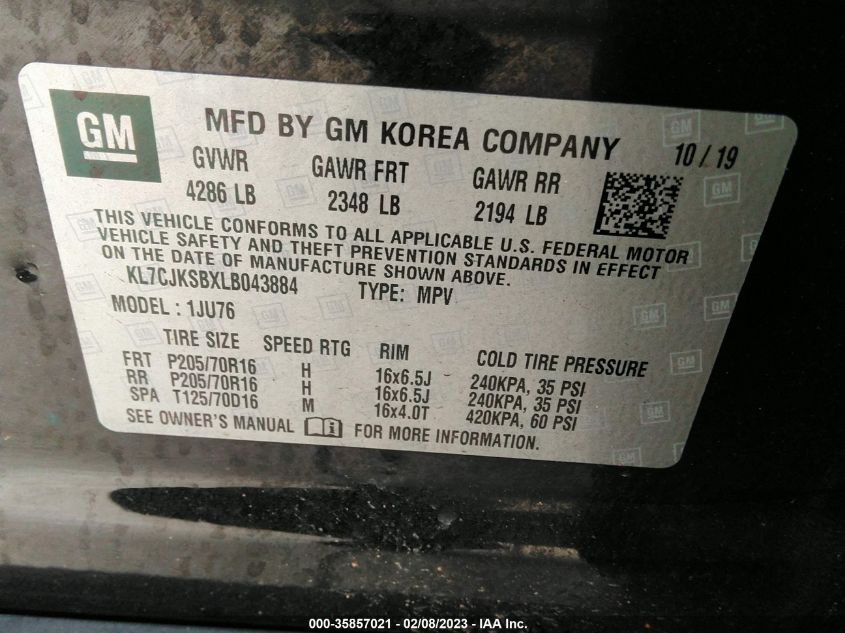 GM
MFD BY GM KOREA COMPANY 10 / 19
GVWR GAWR FRT GAWR RR
4286 LB 2348 LB 2194 LB
THIS VEHICLE CONFORMS TO ALL APPLICABLE U.S. FEDERAL MOTOR
VEHICLE SAFETY AND THEFT PREVENTION STANDARDS IN EFFECT
ON THE DATE OF MANUFACTURE SHOWN ABOVE.
KL7CJKSBXLB043884 TYPE: MPV
MODEL : 1JU76
TIRE SIZE SPEED RTG RIM COLD TIRE PRESSURE
FRT P205/70R16 H 16x6.5J 240KPA, 35 PSI
RR P205/70R16 H 16x6.5J 240KPA, 35 PSI
SPA T125/70D16 M 16x4.0T 420KPA, 60 PSI
SEE OWNER'S MANUAL FOR MORE INFORMATION.
000-35857021 - 02/08/2023 - IAA Inc.